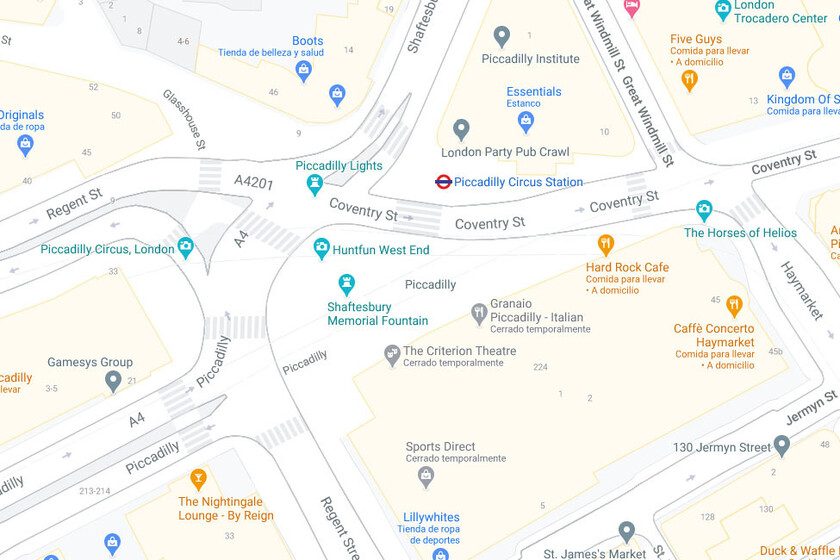 London
Trocadero Center
Shaftesbu
Great Windmill St
8
4-6
14
St
10
Boots
Tienda de belleza y salud
Piccadilly Institute
Five Guys
Comida para llevar
• A domicilio
Great Windmill St
19
46
52
50
Glasshouse St
Essentials
Estanco
13
Kingdom Of S
Comida para llev
Originals
da de ropa
45
40
10
London Party Pub Crawl
9
Piccadilly Lights
Piccadilly Circus Station
Coventry St
A4201
Regent St
Coventry St
Coventry St
Coventry St
A4
The Horses of Helios
Piccadilly Circus, London
Huntfun West End
33
Hard Rock Cafe
Comida para llevar
• A domicilio
Haymarket
Piccadilly
Shaftesbury
Memorial Fountain
Granaio
Piccadilly - Italian
Cerrado temporalmente
45
Caffè Concerto
Haymarket
Comida para llevar
• A domicilio
45b
The Criterion Theatre
Cerrado temporalmente
Piccadilly
Piccadilly
Gamesys Group
21
3-5
cadilly
llevar
224
1
2
A4
Jermyn St
Piccadilly
dilly
Sports Direct
Cerrado temporalmente
130 Jermyn Street
48
213-214
The Nightingale
Lounge - By Reign
Regent Stre
Lillywhites
Tienda de ropa
de deportes
5
128
130
2
33
St. James's Market
St
Duck & Waffle